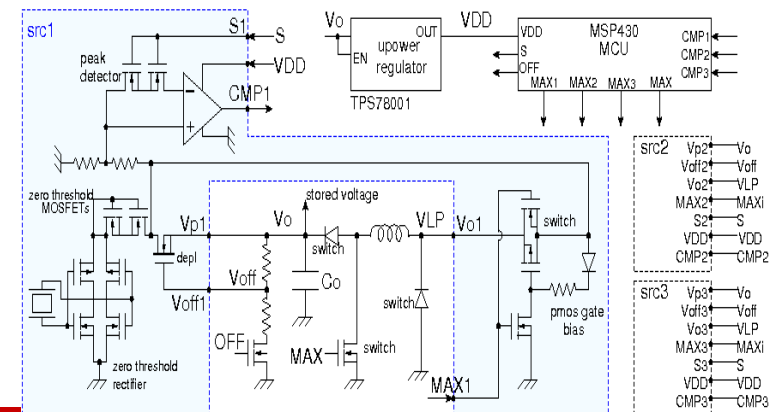 src1
S1
S
VDD
peak
detector
CMP1
Vo
OUT
EN
upower
regulator
TPS78001
VDD
VDD
S
OFF
MSP430
MCU
CMP1
CMP2
CMP3
MAX1 MAX2 MAX3 MAX
zero threshold
MOSFETs
Vp1
Vo
stored voltage
VLP
Vo1
switch
switch
depl
Voff
Voff1
Co
switch
OFF
MAX
switch
pmos gate
bias
MAX1
zero threshold
rectifier
src2
Vp2 Vo
Voff2 Voff
Vo2 VLP
MAX2 MAXi
S2 S
VDD VDD
CMP2 CMP2
src3
Vp3 Vo
Voff3 Voff
Vo3 VLP
MAX3 MAXi
S3 S
VDD VDD
CMP3 CMP3